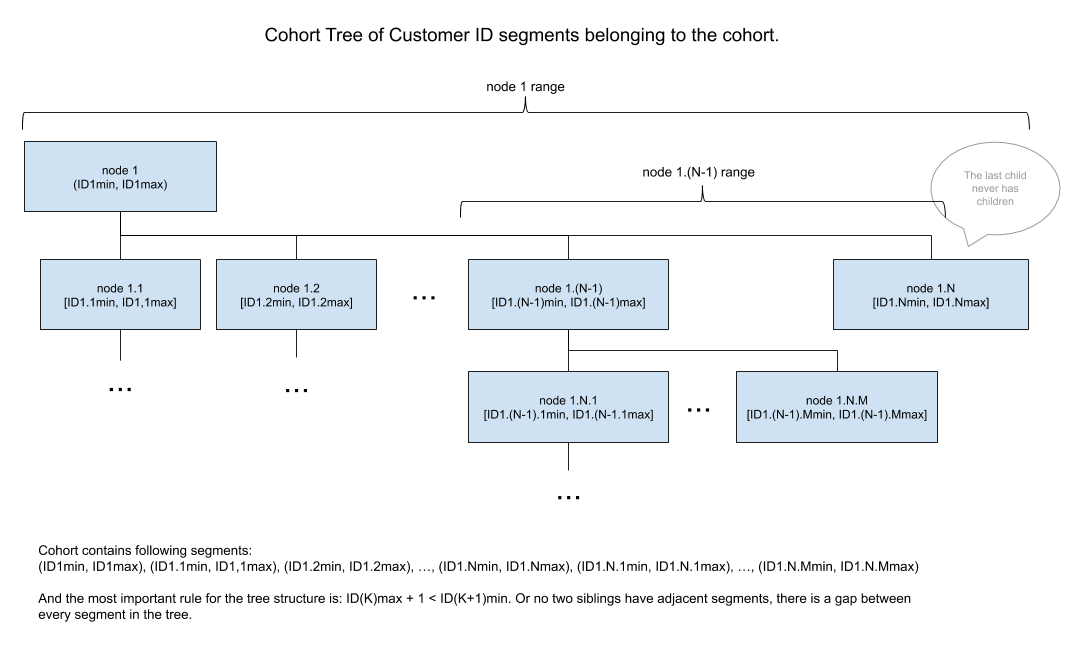 Cohort Tree of Customer ID segments belonging to the cohort.
node 1 range
node 1
(ID1min, ID1max)
node 1.(N-1) range
The last child
never has
children
node 1.1
[ID1.1min, ID1,1max]
node 1.2
[ID1.2min, ID1.2max]
...
node 1.(N-1)
[ID1.(N-1)min, ID1.(N-1)max]
node 1.N
[ID1.Nmin, ID1.Nmax]
...
...
node 1.N.1
[ID1.(N-1).1min, ID1.(N-1.1max]
...
node 1.N.M
[ID1.(N-1).Mmin, ID1.(N-1).Mmax]
...
Cohort contains following segments:
(ID1min, ID1max), (ID1.1min, ID1,1max), (ID1.2min, ID1.2max), …, (ID1.Nmin, ID1.Nmax), (ID1.N.1min, ID1.N.1max), …, (ID1.N.Mmin, ID1.N.Mmax)
And the most important rule for the tree structure is: ID(K)max + 1 < ID(K+1)min. Or no two siblings have adjacent segments, there is a gap between
every segment in the tree.